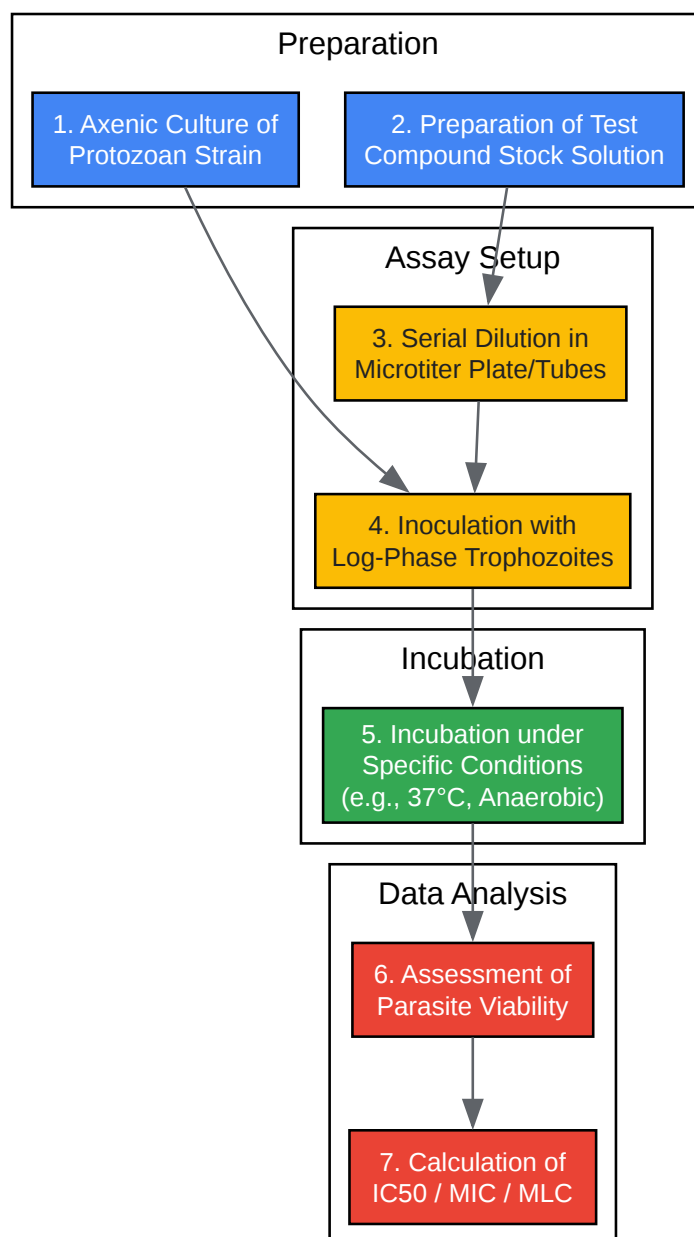 Preparation
1. Axenic Culture of
Protozoan Strain
2. Preparation of Test
Compound Stock Solution
Assay Setup
3. Serial Dilution in
Microtiter Plate/Tubes
4. Inoculation with
Log-Phase Trophozoites
Incubation
5. Incubation under
Specific Conditions
(e.g., 37°C, Anaerobic)
Data Analysis
6. Assessment of
Parasite Viability
7. Calculation of
IC50 / MIC / MLC